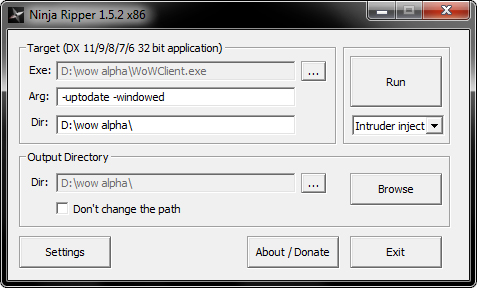 Ninja Ripper 1.5.2 x86
Target (DX 11/9/8/7/6 32 bit application)
Exe: D:\wow alpha\WoWClient.exe ...
Run
Arg: -uptodate -windowed
Dir: D:\wow alpha\
Intruder inject
Output Directory
Dir: D:\wow alpha\ ...
Browse
Don't change the path
Settings
About / Donate
Exit